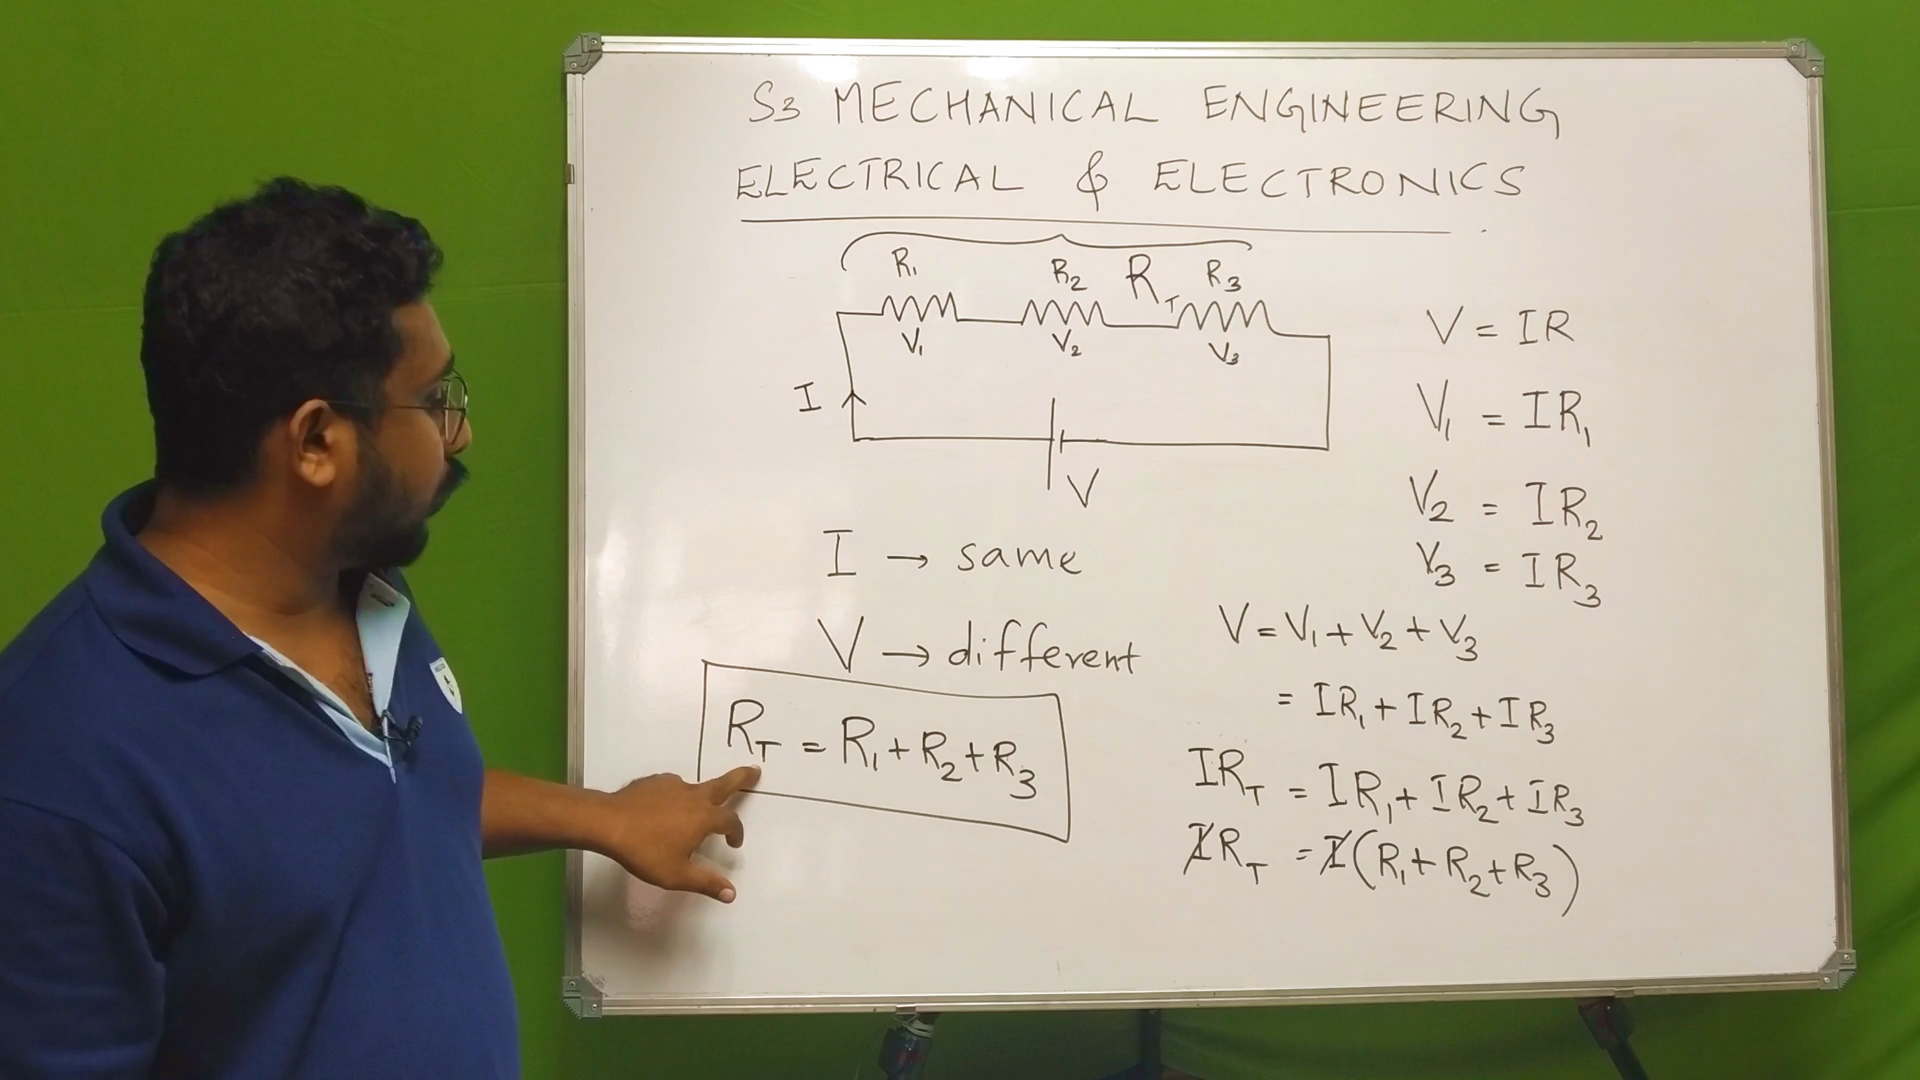 S3 MECHANICAL ENGINEERING
ELECTRICAL & ELECTRONICS
R1 R2 RT R3
V1 V2 V3
I
V
I → same
V → different
RT = R1 + R2 + R3
V = IR
V1 = IR1
V2 = IR2
V3 = IR3
V = V1 + V2 + V3
= IR1 + IR2 + IR3
IRT = IR1 + IR2 + IR3
IRT = I(R1 + R2 + R3)